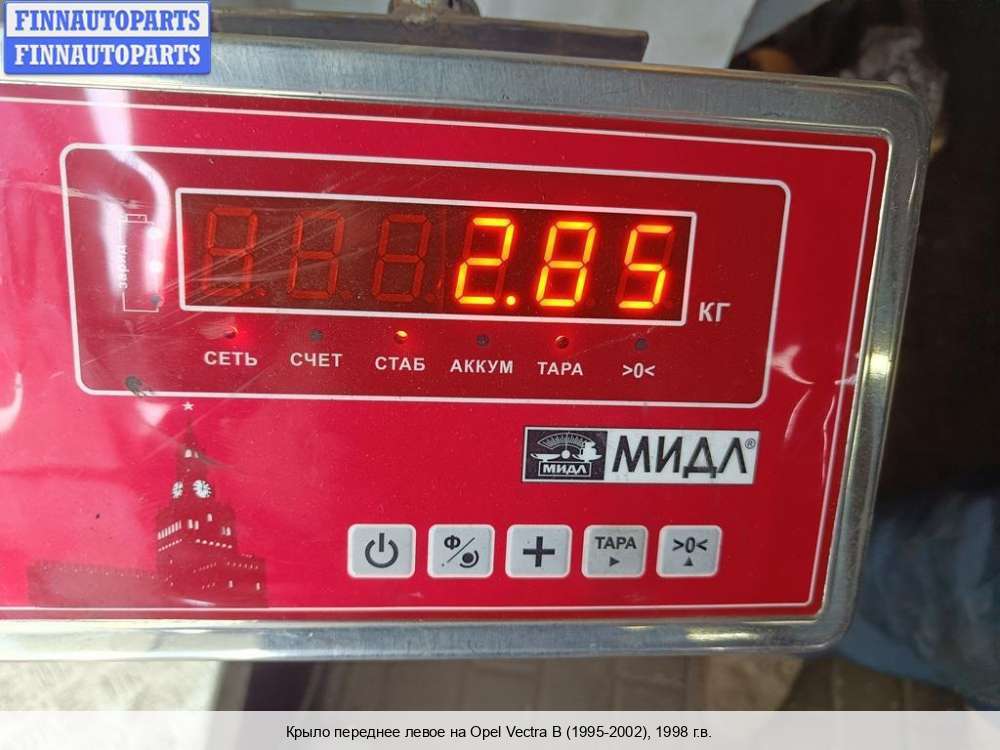 FINNAUTOPARTS
FINNAUTOPARTS
заряд
2.85
КГ
СЕТЬ СЧЕТ СТАБ АККУМ ТАРА >0<
МИДЛ МИДЛ®
Ф ТАРА >0<
Крыло переднее левое на Opel Vectra B (1995-2002), 1998 г.в.